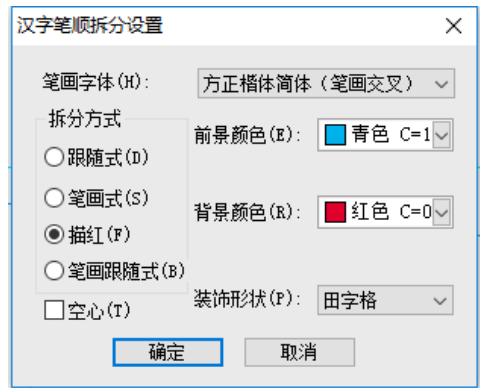 汉字笔顺拆分设置
笔画字体(H): 方正楷体简体（笔画交叉）
拆分方式
前景颜色(E): 青色 C=1
跟随式(D)
笔画式(S)
背景颜色(R): 红色 C=0
描红(F)
笔画跟随式(B)
装饰形状(P): 田字格
空心(T)
确定 取消